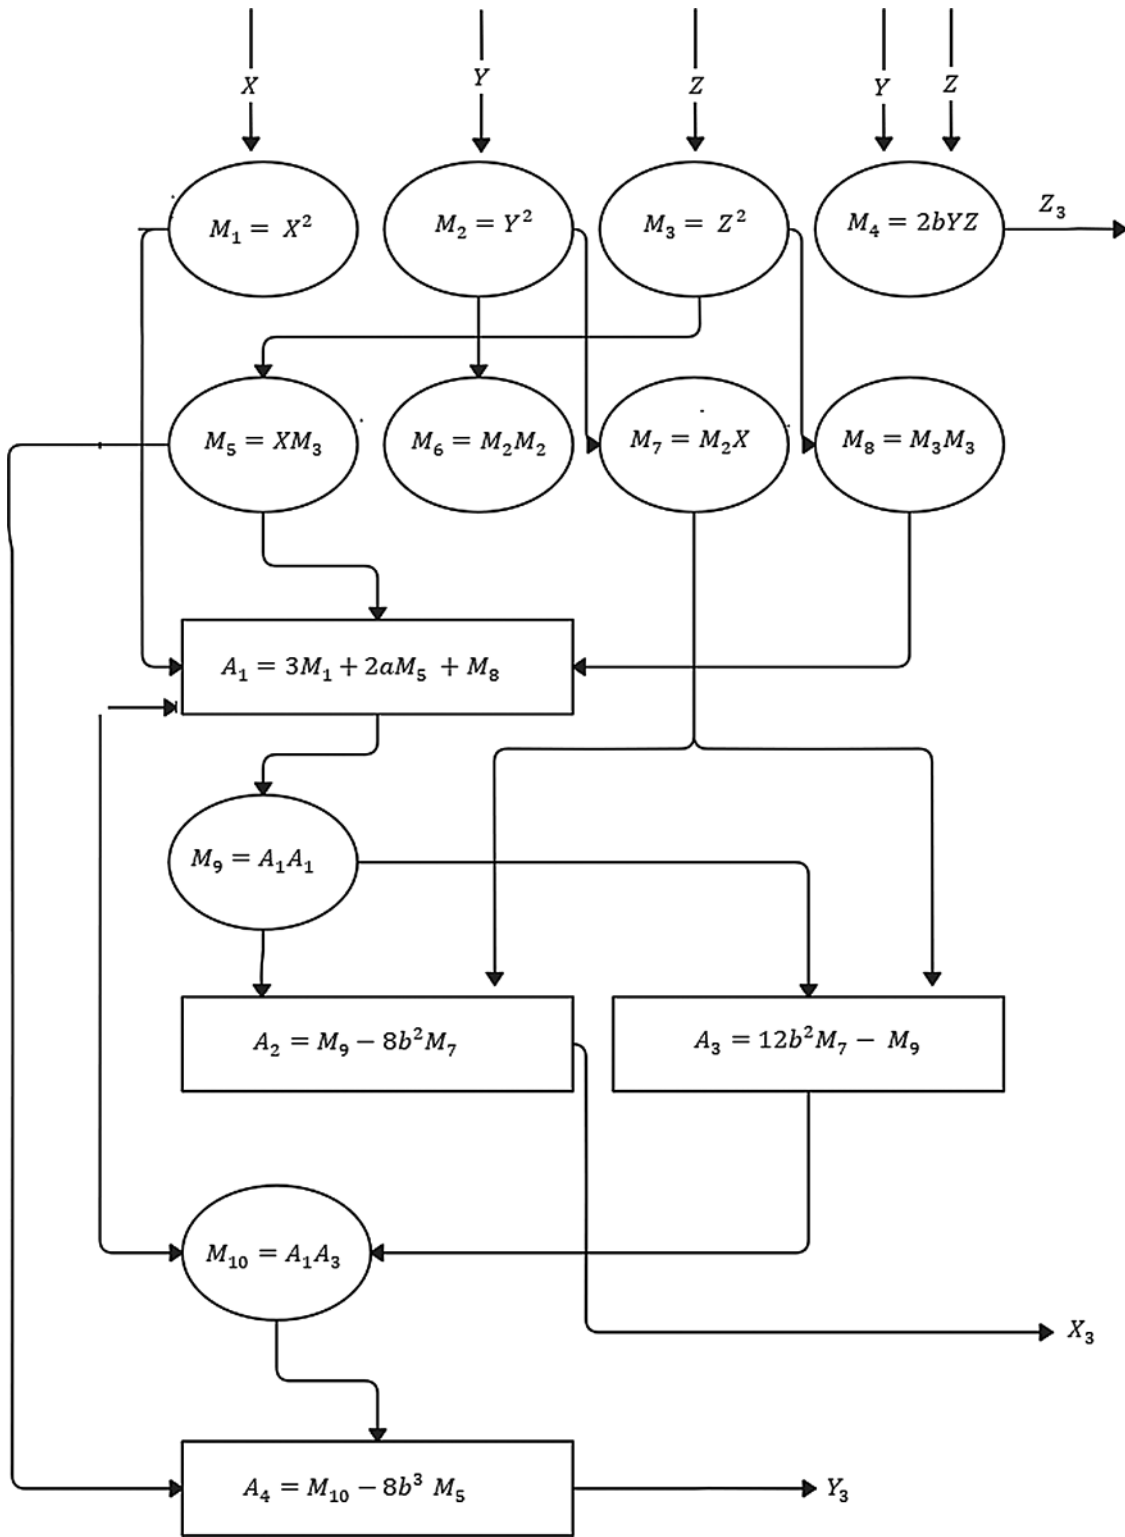 X
Y
Z
Y
Z
M₁ = X²
M₂ = Y²
M₃ = Z²
M₄ = 2bYZ
Z₃
M₅ = XM₃
M₆ = M₂M₂
M₇ = M₂X
M₈ = M₃M₃
A₁ = 3M₁ + 2aM₅ + M₈
M₉ = A₁A₁
A₂ = M₉ − 8b²M₇
A₃ = 12b²M₇ − M₉
M₁₀ = A₁A₃
X₃
A₄ = M₁₀ − 8b³ M₅
Y₃